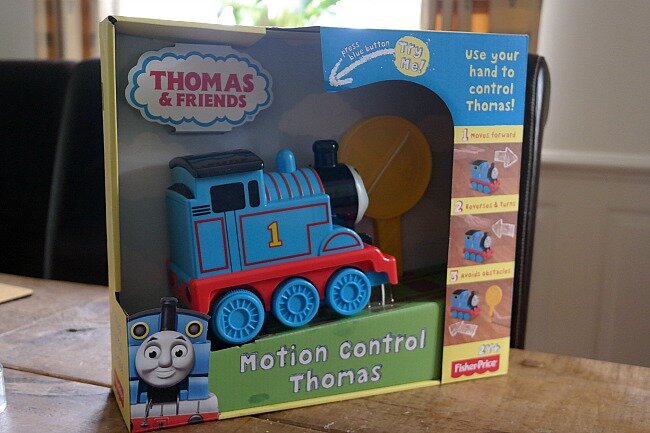 THOMAS
& FRIENDS
press
blue button
Try
Me!
Use your
hand to
control
Thomas!
1 Moves forward
2 Reverses & turns
3 Avoids obstacles
1
Motion Control
Thomas
Fisher-Price